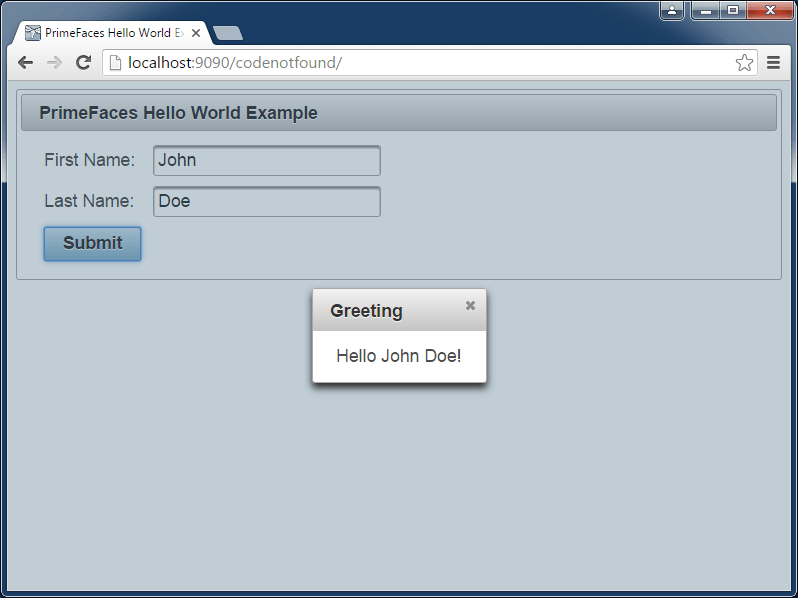 PrimeFaces Hello World Ex
localhost:9090/codenotfound/
PrimeFaces Hello World Example
First Name: John
Last Name: Doe
Submit
Greeting
Hello John Doe!